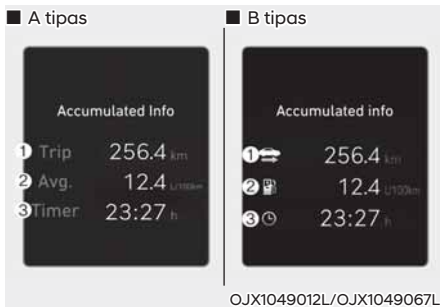 ■ A tipas
Accumulated Info
1 Trip 256.4 km
2 Avg. 12.4 L/100km
3 Timer 23:27 h
■ B tipas
Accumulated info
1 256.4 km
2 12.4 L/100km
3 23:27 h
OJX1049012L/OJX1049067L